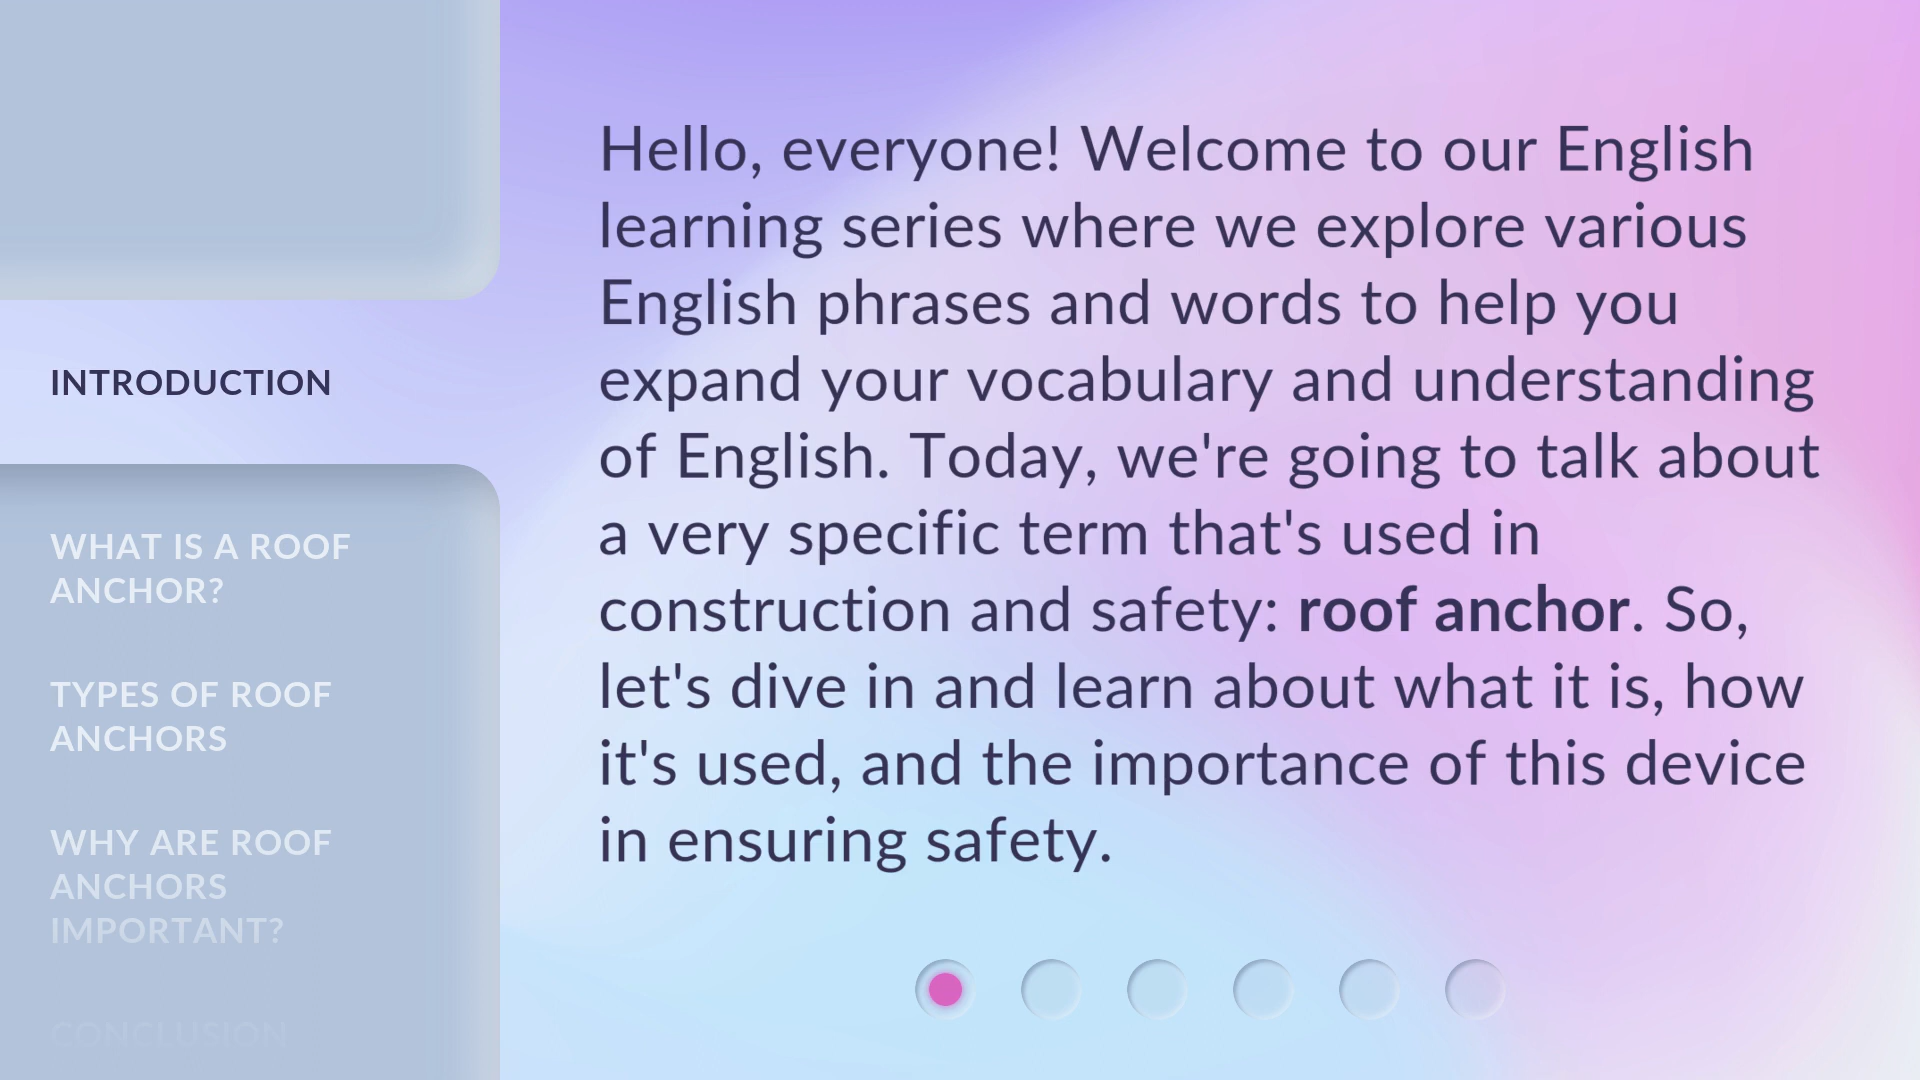 INTRODUCTION
WHAT IS A ROOF
ANCHOR?
TYPES OF ROOF
ANCHORS
WHY ARE ROOF
ANCHORS
IMPORTANT?
CONCLUSION
Hello, everyone! Welcome to our English
learning series where we explore various
English phrases and words to help you
expand your vocabulary and understanding
of English. Today, we're going to talk about
a very specific term that's used in
construction and safety: roof anchor. So,
let's dive in and learn about what it is, how
it's used, and the importance of this device
in ensuring safety.